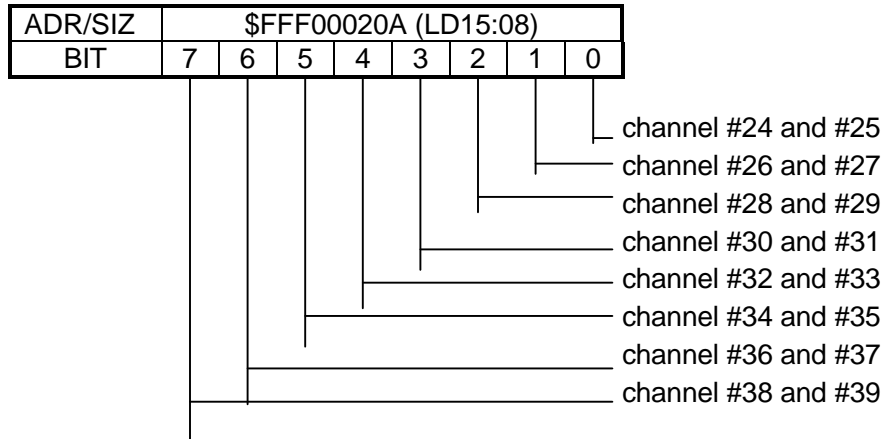 ADR/SIZ $FFF00020A (LD15:08)
BIT 7 6 5 4 3 2 1 0
channel #24 and #25
channel #26 and #27
channel #28 and #29
channel #30 and #31
channel #32 and #33
channel #34 and #35
channel #36 and #37
channel #38 and #39